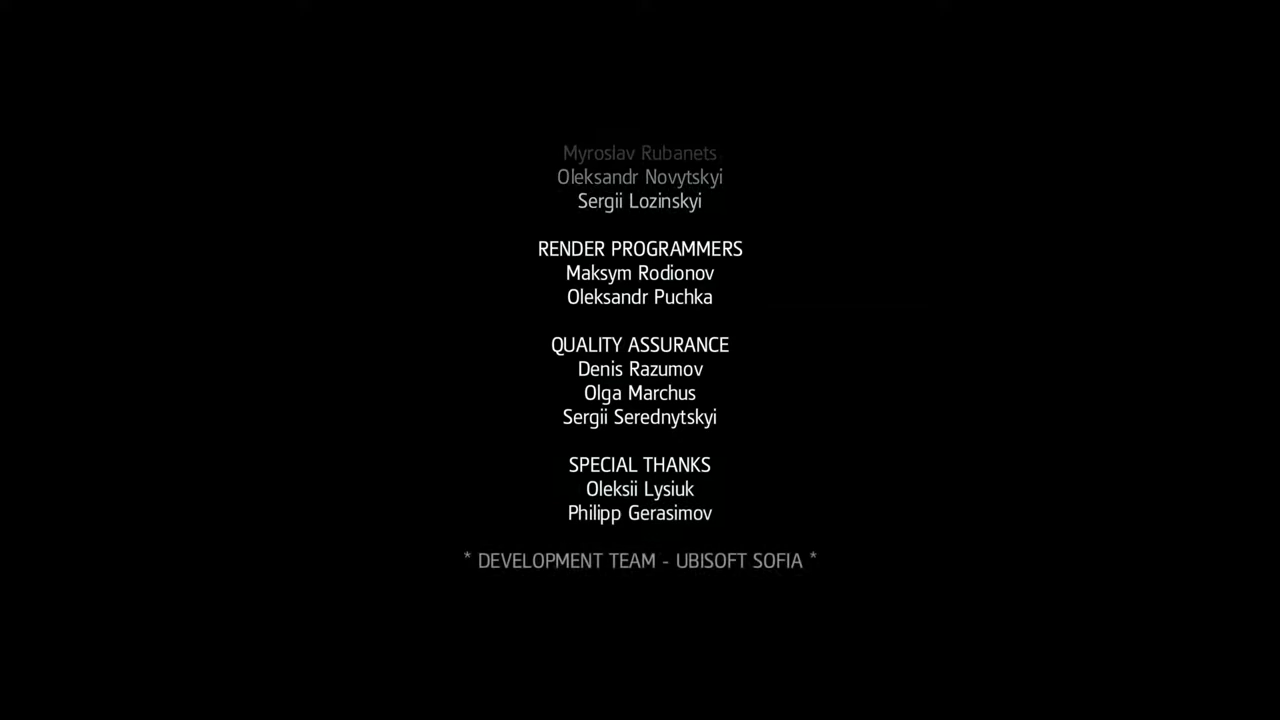 Myroslav Rubanets
Oleksandr Novytskyi
Sergii Lozinskyi
RENDER PROGRAMMERS
Maksym Rodionov
Oleksandr Puchka
QUALITY ASSURANCE
Denis Razumov
Olga Marchus
Sergii Serednytskyi
SPECIAL THANKS
Oleksii Lysiuk
Philipp Gerasimov
* DEVELOPMENT TEAM - UBISOFT SOFIA *